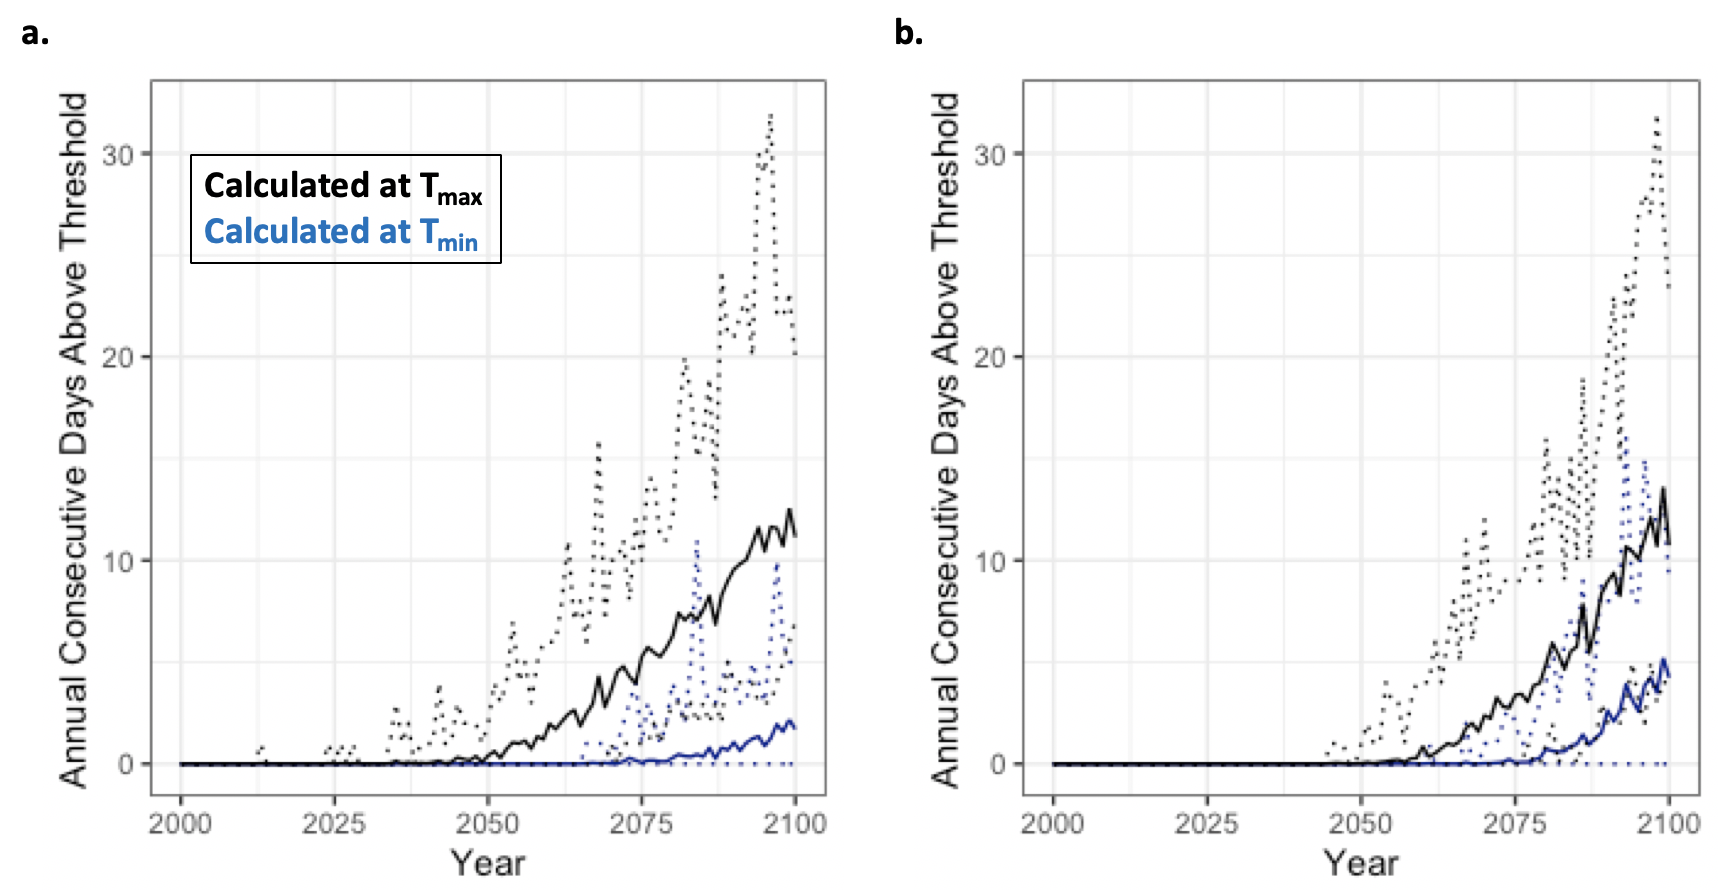 a.
Annual Consecutive Days Above Threshold
30
20
10
0
Calculated at Tmax
Calculated at Tmin
2000 2025 2050 2075 2100
Year
b.
Annual Consecutive Days Above Threshold
30
20
10
0
2000 2025 2050 2075 2100
Year